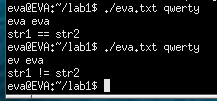 eva@EVA:~/lab1$ ./eva.txt qwerty
eva eva
str1 == str2
eva@EVA:~/lab1$ ./eva.txt qwerty
ev eva
str1 != str2
eva@EVA:~/lab1$